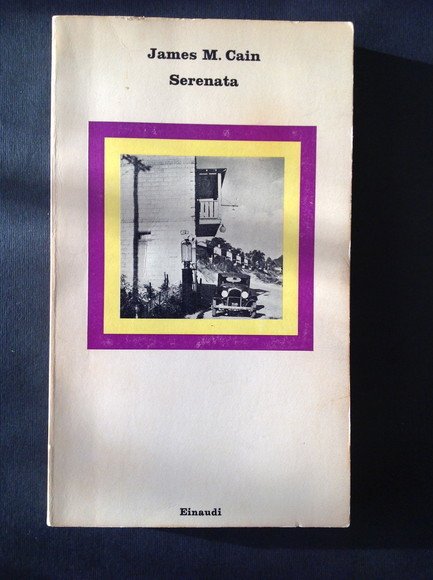 James M. Cain
Serenata
Einaudi